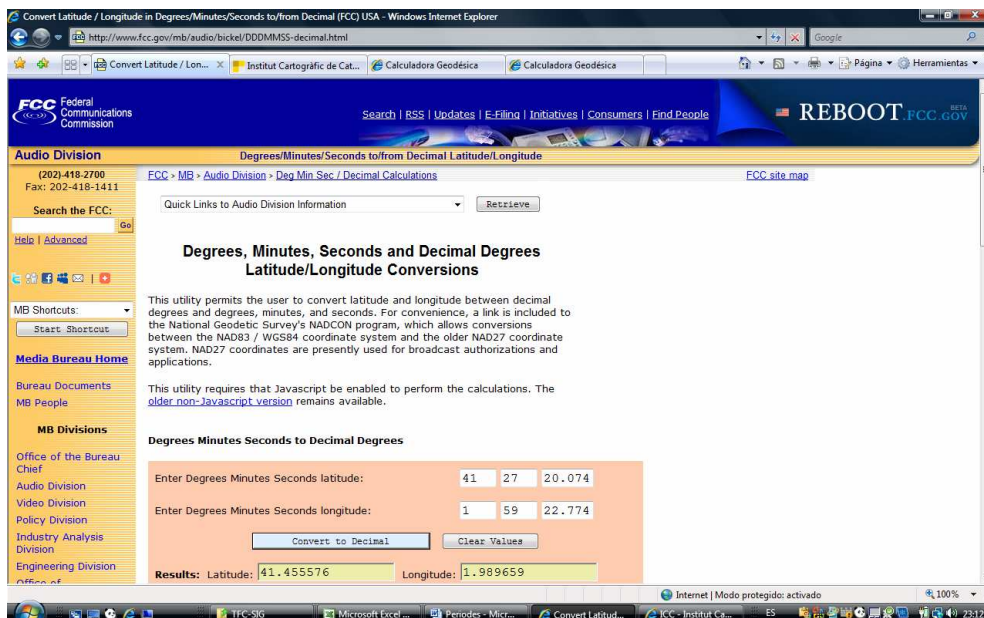 Convert Latitude / Longitude in Degrees/Minutes/Seconds to/from Decimal (FCC) USA - Windows Internet Explorer
http://www.fcc.gov/mb/audio/bickel/DDDMMSS-decimal.html
Google
Convert Latitude / Lon...
Institut Cartogràfic de Cat...
Calculadora Geodésica
Calculadora Geodésica
Página
Herramientas
FCC Federal Communications Commission
Search | RSS | Updates | E-Filing | Initiatives | Consumers | Find People
REBOOT.FCC.GOV BETA
Audio Division
Degrees/Minutes/Seconds to/from Decimal Latitude/Longitude
(202)-418-2700
Fax: 202-418-1411
FCC > MB > Audio Division > Deg Min Sec / Decimal Calculations
FCC site map
Search the FCC:
Go
Help | Advanced
Quick Links to Audio Division Information
Retrieve
MB Shortcuts:
Start Shortcut
Media Bureau Home
Bureau Documents
MB People
MB Divisions
Office of the Bureau
Chief
Audio Division
Video Division
Policy Division
Industry Analysis
Division
Engineering Division
Office of
Degrees, Minutes, Seconds and Decimal Degrees
Latitude/Longitude Conversions
This utility permits the user to convert latitude and longitude between decimal
degrees and degrees, minutes, and seconds. For convenience, a link is included to
the National Geodetic Survey's NADCON program, which allows conversions
between the NAD83 / WGS84 coordinate system and the older NAD27 coordinate
system. NAD27 coordinates are presently used for broadcast authorizations and
applications.
This utility requires that Javascript be enabled to perform the calculations. The
older non-Javascript version remains available.
Degrees Minutes Seconds to Decimal Degrees
Enter Degrees Minutes Seconds latitude: 41 27 20.074
Enter Degrees Minutes Seconds longitude: 1 59 22.774
Convert to Decimal
Clear Values
Results: Latitude: 41.455576 Longitude: 1.989659
Internet | Modo protegido: activado
100%
TFC-SIG
Microsoft Excel ...
Periodes - Micr...
Convert Latitud...
ICC - Institut Ca...
ES
23:12